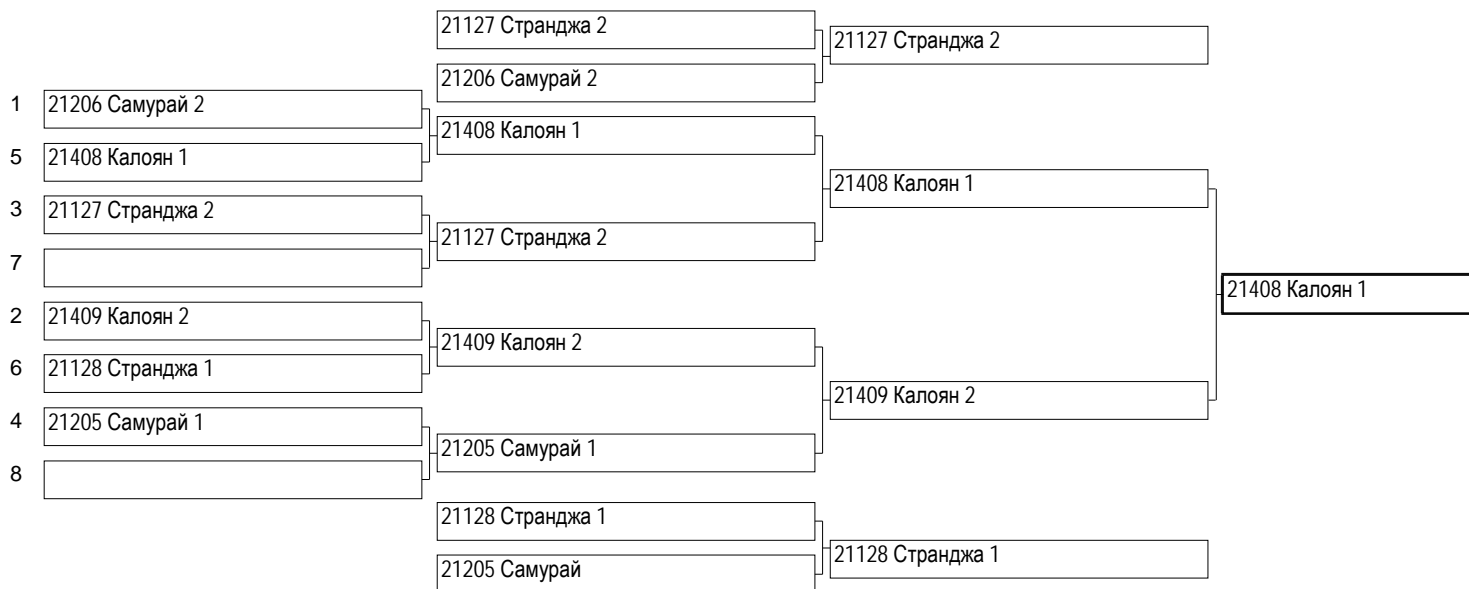 21127 Странджа 2
21127 Странджа 2
21206 Самурай 2
1 21206 Самурай 2
21408 Калоян 1
5 21408 Калоян 1
21408 Калоян 1
3 21127 Странджа 2
21127 Странджа 2
7
21408 Калоян 1
2 21409 Калоян 2
21409 Калоян 2
6 21128 Странджа 1
21409 Калоян 2
4 21205 Самурай 1
21205 Самурай 1
8
21128 Странджа 1
21128 Странджа 1
21205 Самурай